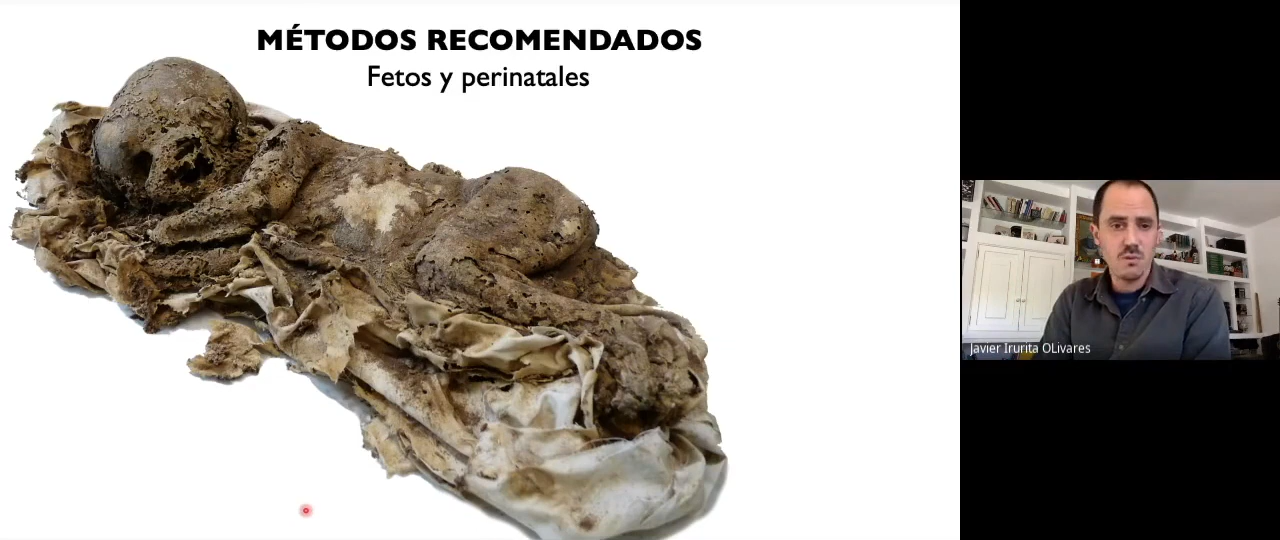 MÉTODOS RECOMENDADOS
Fetos y perinatales
Javier Irurita OLivares